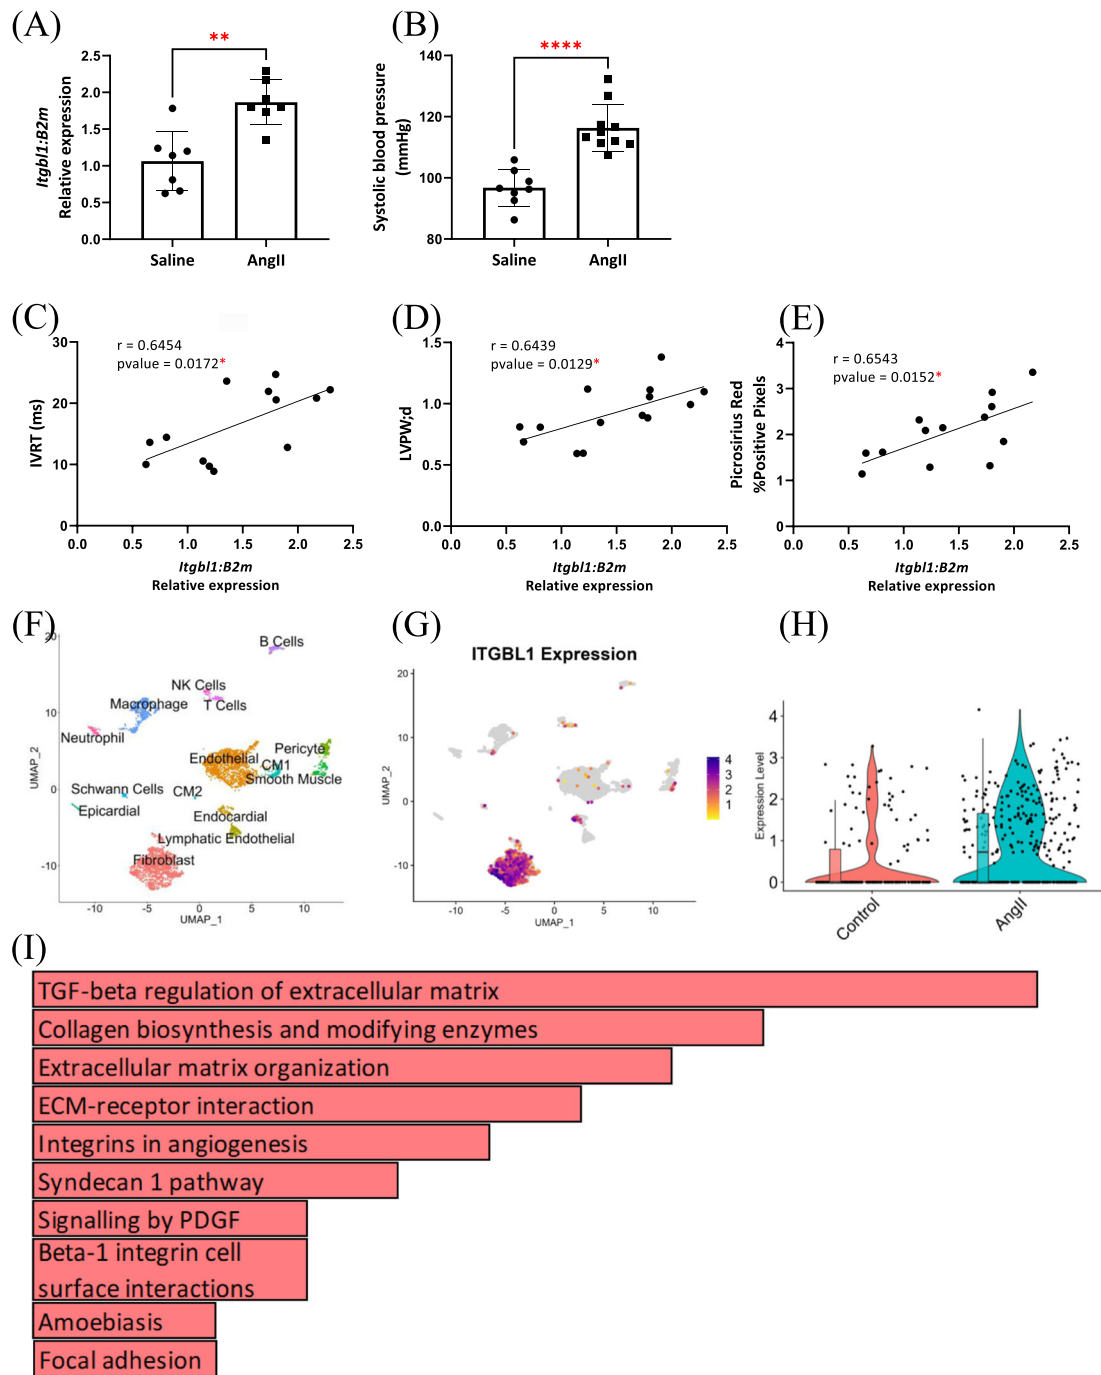 (A)
**
2.5
2.0
1.5
1.0
0.5
0.0
Itgbl1:B2m
Relative expression
Saline
AngII
(B)
****
140
120
100
80
Systolic blood pressure
(mmHg)
Saline
AngII
(C)
r = 0.6454
pvalue = 0.0172*
30
20
10
0
IVRT (ms)
0.0
0.5
1.0
1.5
2.0
2.5
Itgbl1:B2m
Relative expression
(D)
r = 0.6439
pvalue = 0.0129*
1.5
1.0
0.5
0.0
LVPW;d
0.0
0.5
1.0
1.5
2.0
2.5
Itgbl1:B2m
Relative expression
(E)
r = 0.6543
pvalue = 0.0152*
4
3
2
1
0
Picrosirius Red
%Positive Pixels
0.0
0.5
1.0
1.5
2.0
2.5
Itgbl1:B2m
Relative expression
(F)
20
10
0
-10
UMAP_2
B Cells
NK Cells
Macrophage
T Cells
Neutrophil
Pericyte
Endothelial
CM1
Smooth Muscle
Schwann Cells
CM2
Epicardial
Endocardial
Lymphatic Endothelial
Fibroblast
-10
-5
0
5
10
UMAP_1
(G)
ITGBL1 Expression
20
10
0
-10
UMAP_2
4
3
2
1
-10
-5
0
5
10
UMAP_1
(H)
4
3
2
1
0
Expression Level
Control
AngII
(I)
TGF-beta regulation of extracellular matrix
Collagen biosynthesis and modifying enzymes
Extracellular matrix organization
ECM-receptor interaction
Integrins in angiogenesis
Syndecan 1 pathway
Signalling by PDGF
Beta-1 integrin cell
surface interactions
Amoebiasis
Focal adhesion